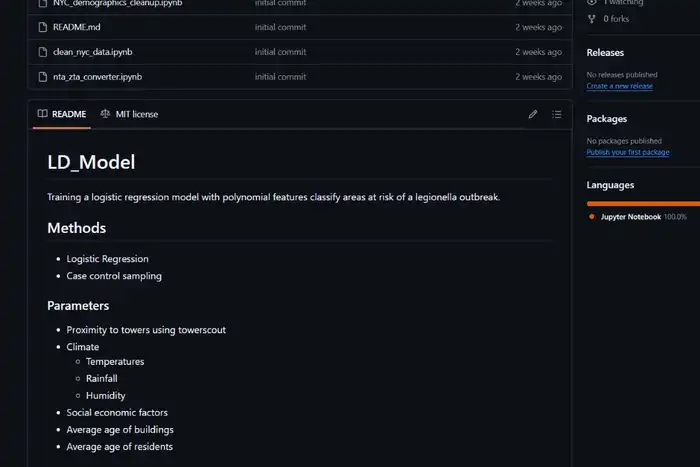 NYC_demographics_cleanup.ipynb initial commit 2 weeks ago
README.md initial commit 2 weeks ago
clean_nyc_data.ipynb initial commit 2 weeks ago
nta_zta_converter.ipynb initial commit 2 weeks ago
README MIT license
LD_Model
Training a logistic regression model with polynomial features classify areas at risk of a legionella outbreak.
Methods
Logistic Regression
Case control sampling
Parameters
Proximity to towers using towerscout
Climate
Temperatures
Rainfall
Humidity
Social economic factors
Average age of buildings
Average age of residents
1 watching
0 forks
Releases
No releases published
Create a new release
Packages
No packages published
Publish your first package
Languages
Jupyter Notebook 100.0%